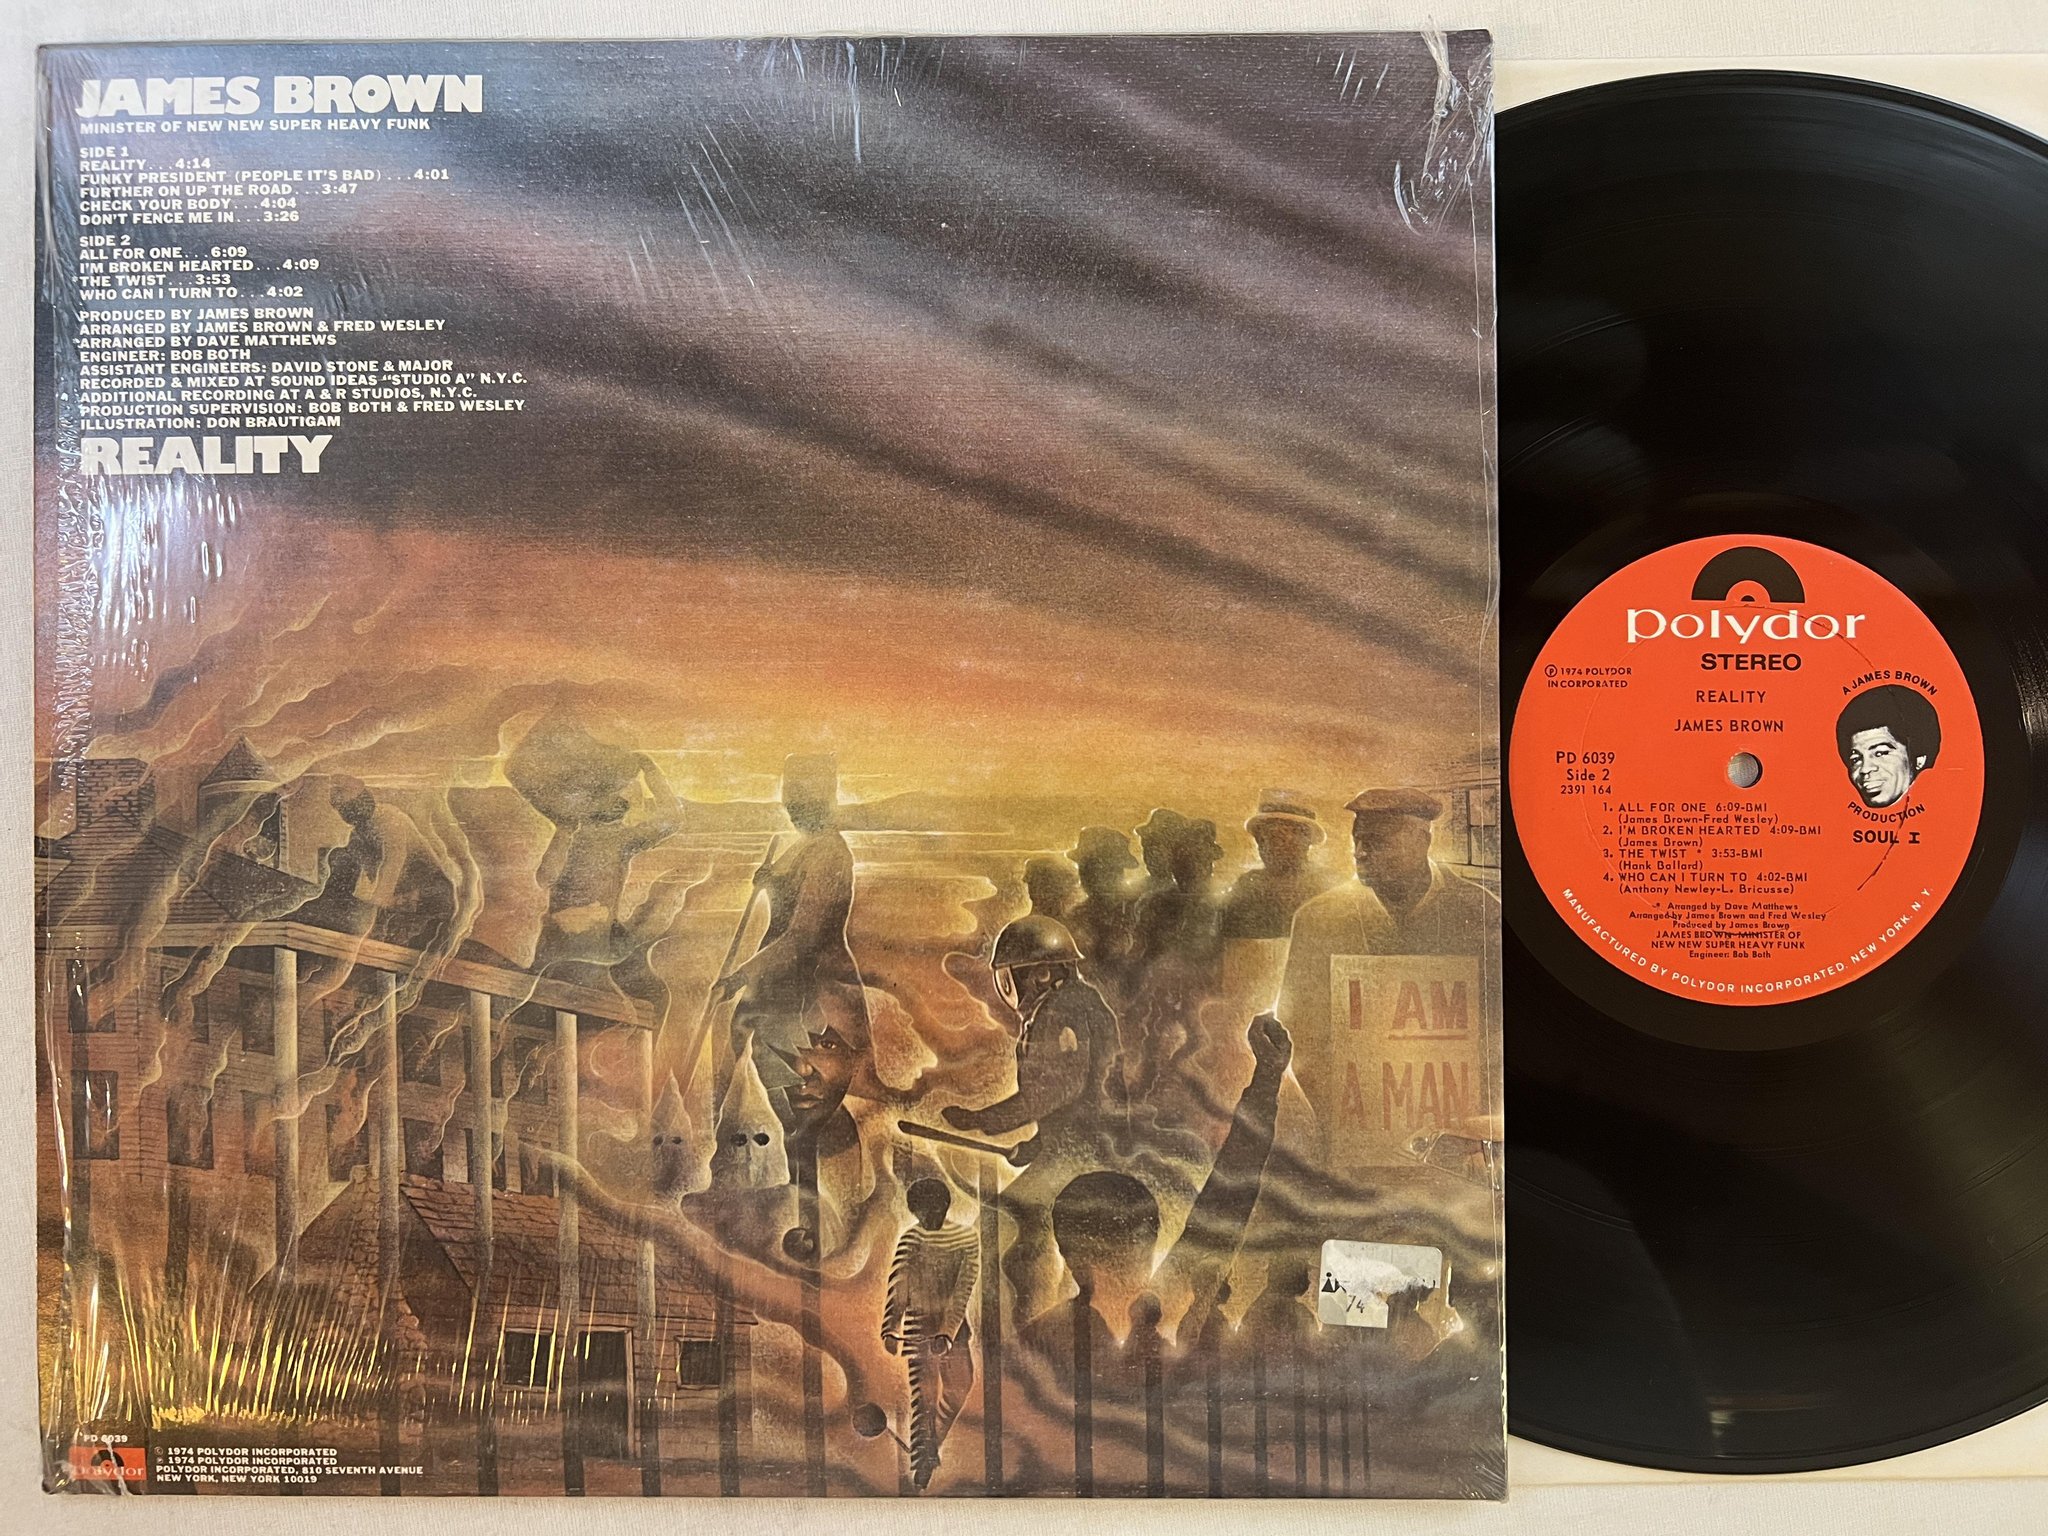 JAMES BROWN
MINISTER OF NEW NEW SUPER HEAVY FUNK
SIDE 1
REALITY...4:14
FUNKY PRESIDENT (PEOPLE IT'S BAD)...4:01
FURTHER ON UP THE ROAD...3:47
CHECK YOUR BODY...4:04
DON'T FENCE ME IN...3:26
SIDE 2
ALL FOR ONE...6:09
I'M BROKEN HEARTED...4:09
*THE TWIST...3:53
WHO CAN I TURN TO...4:02
PRODUCED BY JAMES BROWN
ARRANGED BY JAMES BROWN & FRED WESLEY
*ARRANGED BY DAVE MATTHEWS
ENGINEER: BOB BOTH
ASSISTANT ENGINEERS: DAVID STONE & MAJOR
RECORDED & MIXED AT SOUND IDEAS "STUDIO A" N.Y.C.
ADDITIONAL RECORDING AT A & R STUDIOS, N.Y.C.
PRODUCTION SUPERVISION: BOB BOTH & FRED WESLEY
ILLUSTRATION: DON BRAUTIGAM
REALITY
I AM
A MAN
74
PD 6039
polydor
© 1974 POLYDOR INCORPORATED
℗ 1974 POLYDOR INCORPORATED
POLYDOR INCORPORATED, 810 SEVENTH AVENUE
NEW YORK, NEW YORK 10019
polydor
STEREO
℗ 1974 POLYDOR
INCORPORATED
REALITY
JAMES BROWN
A JAMES BROWN
PRODUCTION
SOUL I
PD 6039
Side 2
2391 164
1. ALL FOR ONE 6:09-BMI
(James Brown-Fred Wesley)
2. I'M BROKEN HEARTED 4:09-BMI
(James Brown)
3. THE TWIST * 3:53-BMI
(Hank Ballard)
4. WHO CAN I TURN TO 4:02-BMI
(Anthony Newley-L. Bricusse)
* Arranged by Dave Matthews
Arranged by James Brown and Fred Wesley
Produced by James Brown
JAMES BROWN MINISTER OF
NEW NEW SUPER HEAVY FUNK
Engineer: Bob Both
MANUFACTURED BY POLYDOR INCORPORATED, NEW YORK, N. Y.